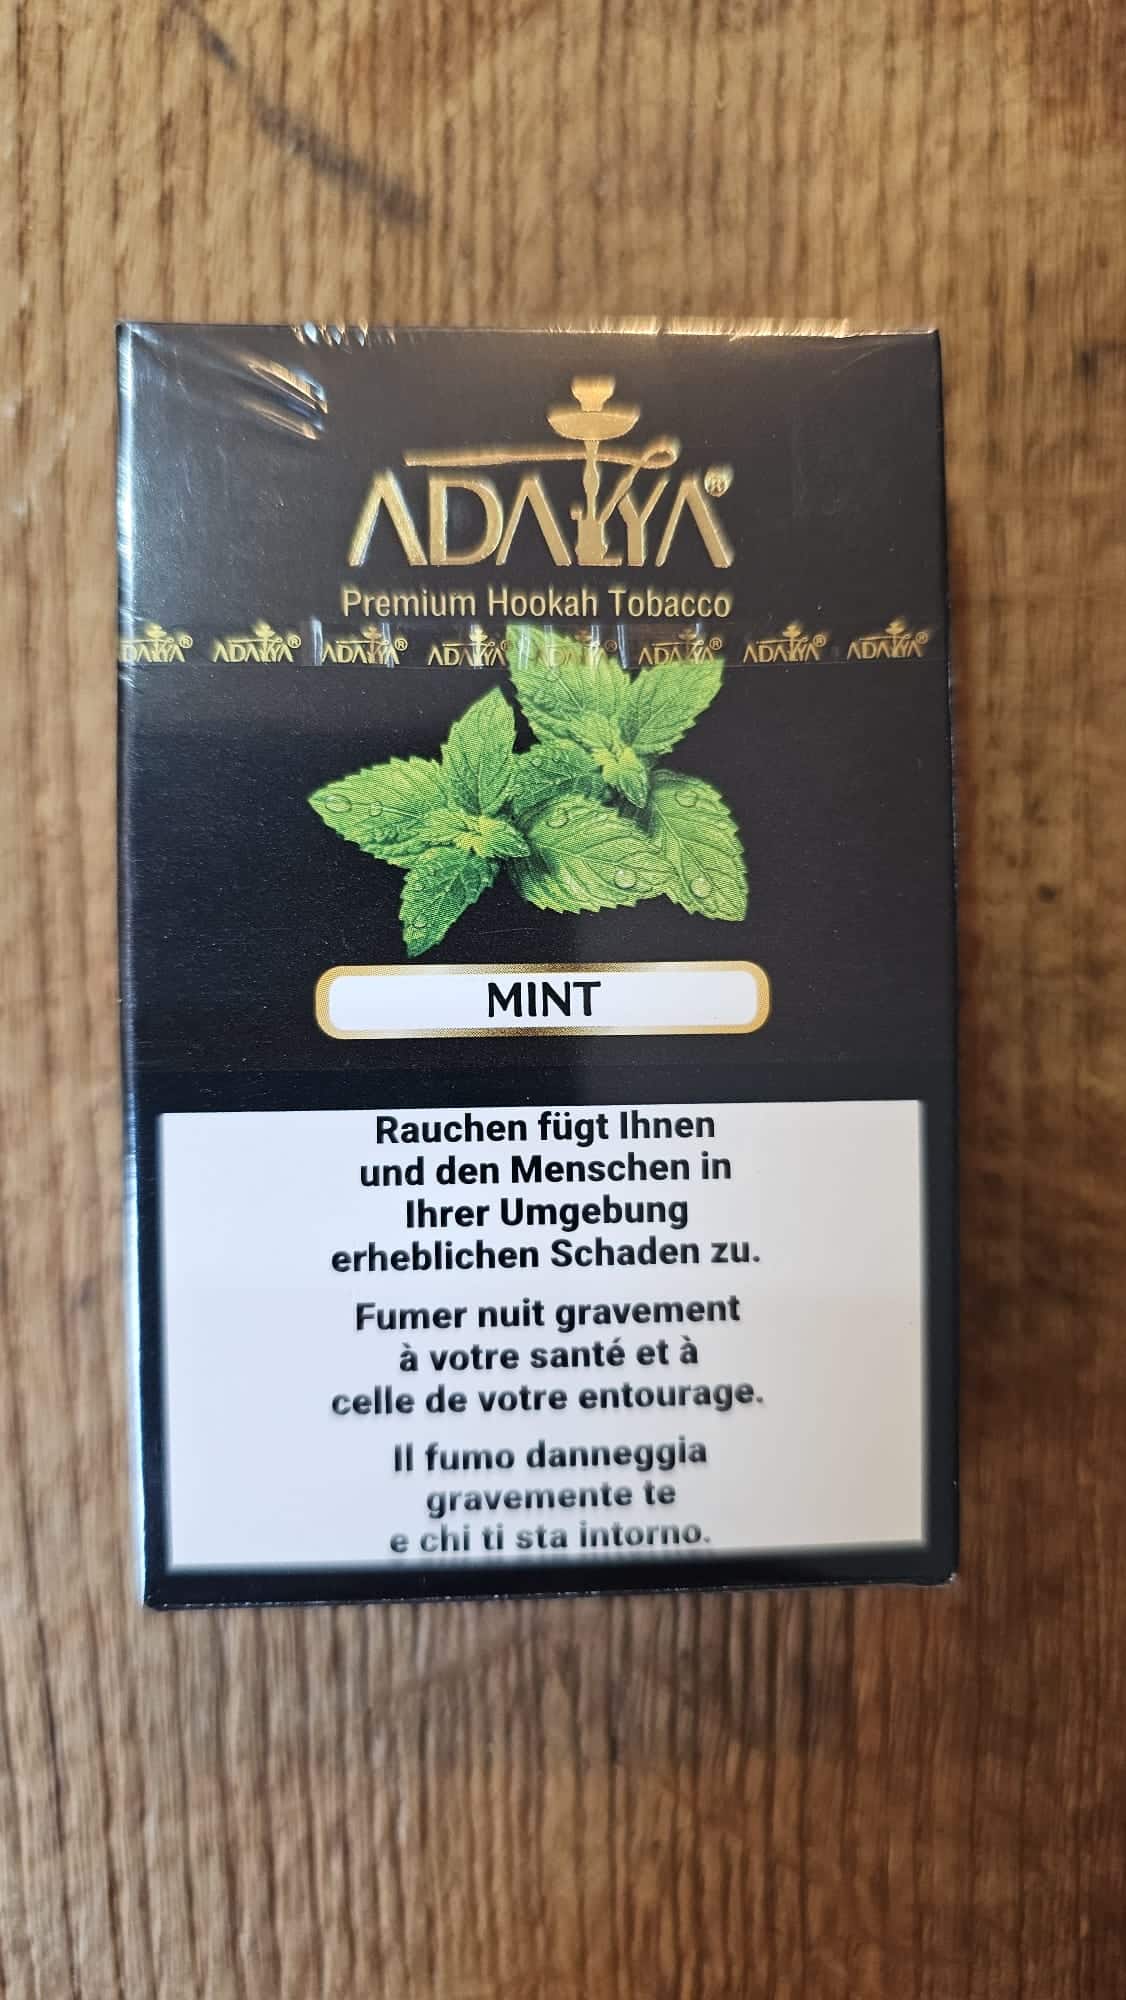 ADALYA®
Premium Hookah Tobacco
ADALYA® ADALYA® ADALYA® ADALYA® ADALYA® ADALYA® ADALYA® ADALYA®
MINT
Rauchen fügt Ihnen
und den Menschen in
Ihrer Umgebung
erheblichen Schaden zu.
Fumer nuit gravement
à votre santé et à
celle de votre entourage.
Il fumo danneggia
gravemente te
e chi ti sta intorno.